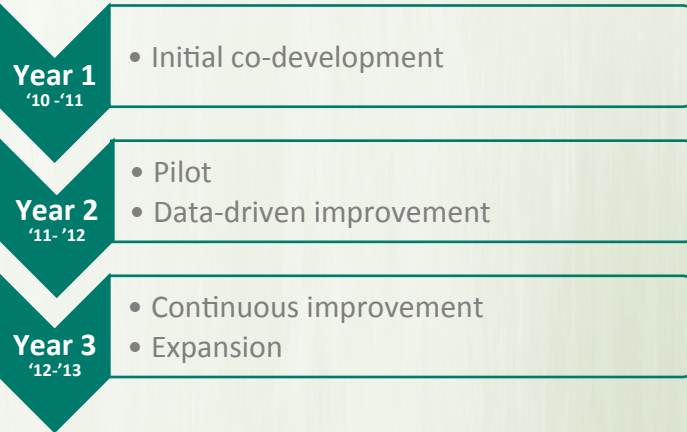 Year 1
‘10 -‘11
• Initial co-development
Year 2
‘11- ’12
• Pilot
• Data-driven improvement
Year 3
‘12-’13
• Continuous improvement
• Expansion